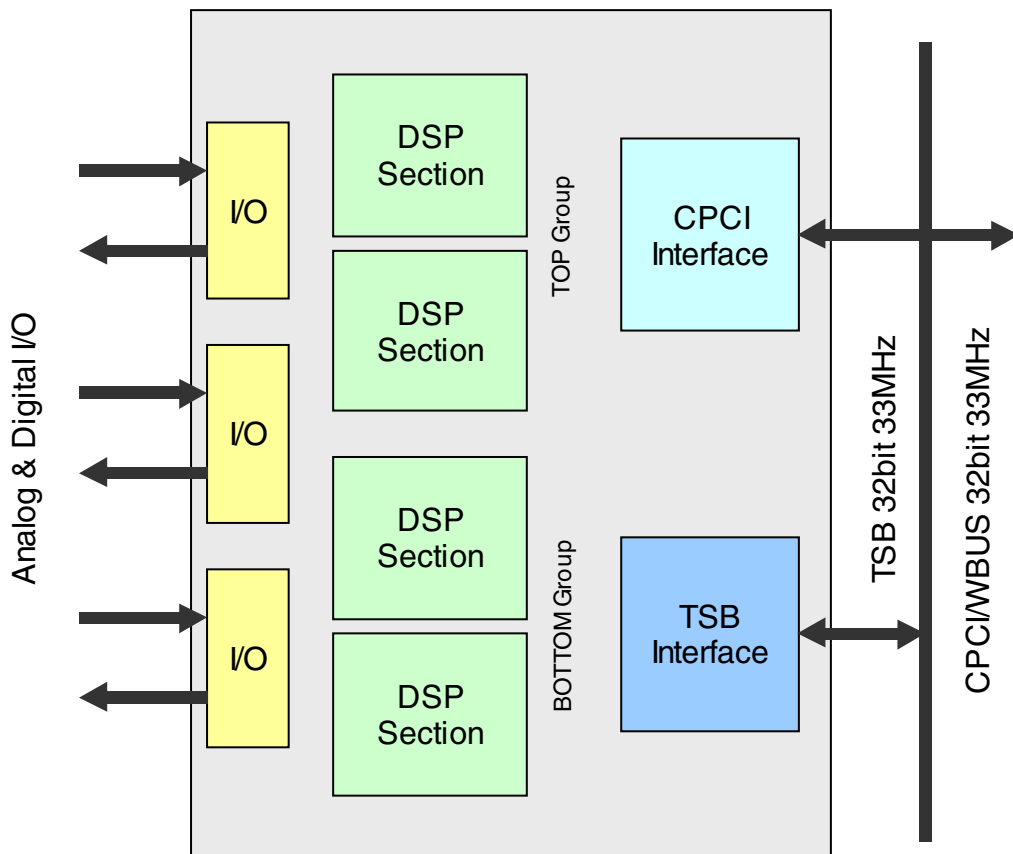 Analog & Digital I/O
I/O
I/O
I/O
DSP
Section
DSP
Section
TOP Group
DSP
Section
DSP
Section
BOTTOM Group
CPCI
Interface
TSB
Interface
TSB 32bit 33MHz
CPCI/WBUS 32bit 33MHz